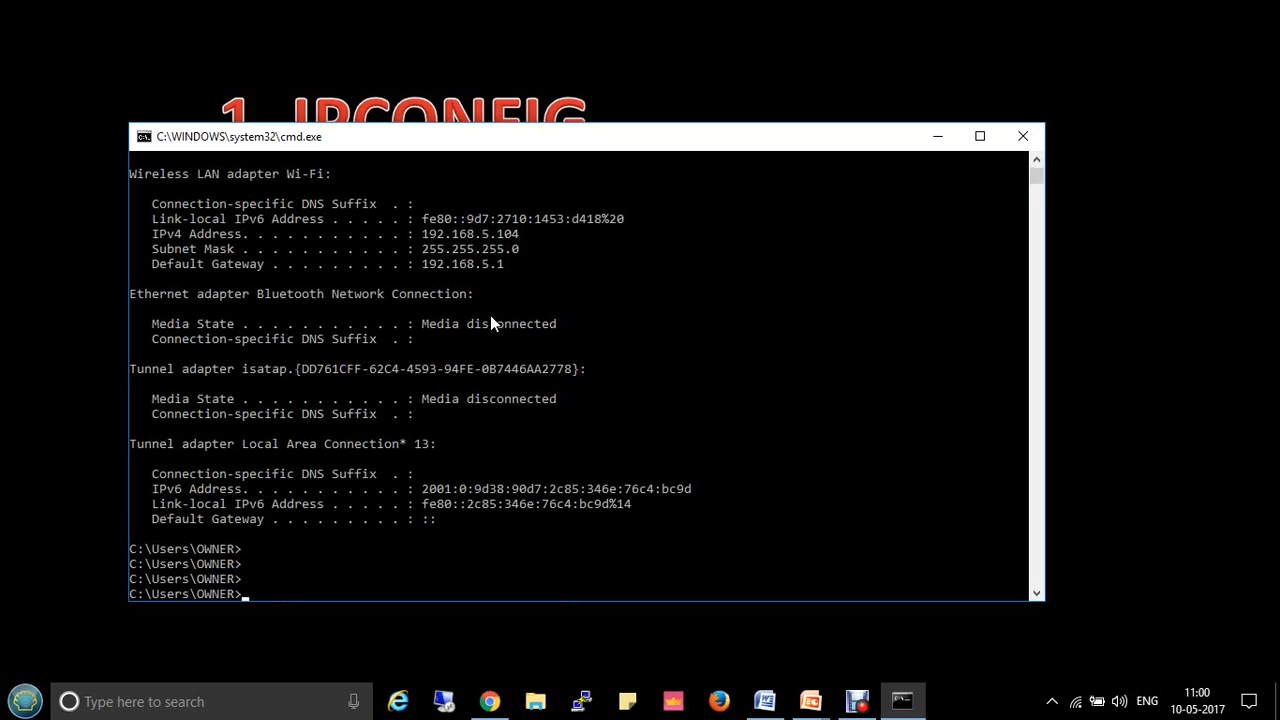 1. IPCONFIG
C:\WINDOWS\system32\cmd.exe
Wireless LAN adapter Wi-Fi:
Connection-specific DNS Suffix . :
Link-local IPv6 Address . . . . . : fe80::9d7:2710:1453:d418%20
IPv4 Address. . . . . . . . . . . : 192.168.5.104
Subnet Mask . . . . . . . . . . . : 255.255.255.0
Default Gateway . . . . . . . . . : 192.168.5.1
Ethernet adapter Bluetooth Network Connection:
Media State . . . . . . . . . . . : Media disconnected
Connection-specific DNS Suffix . :
Tunnel adapter isatap.{DD761CFF-62C4-4593-94FE-0B7446AA2778}:
Media State . . . . . . . . . . . : Media disconnected
Connection-specific DNS Suffix . :
Tunnel adapter Local Area Connection* 13:
Connection-specific DNS Suffix . :
IPv6 Address. . . . . . . . . . . : 2001:0:9d38:90d7:2c85:346e:76c4:bc9d
Link-local IPv6 Address . . . . . : fe80::2c85:346e:76c4:bc9d%14
Default Gateway . . . . . . . . . : ::
C:\Users\OWNER>
C:\Users\OWNER>
C:\Users\OWNER>
C:\Users\OWNER>
Type here to search
ENG
11:00
10-05-2017